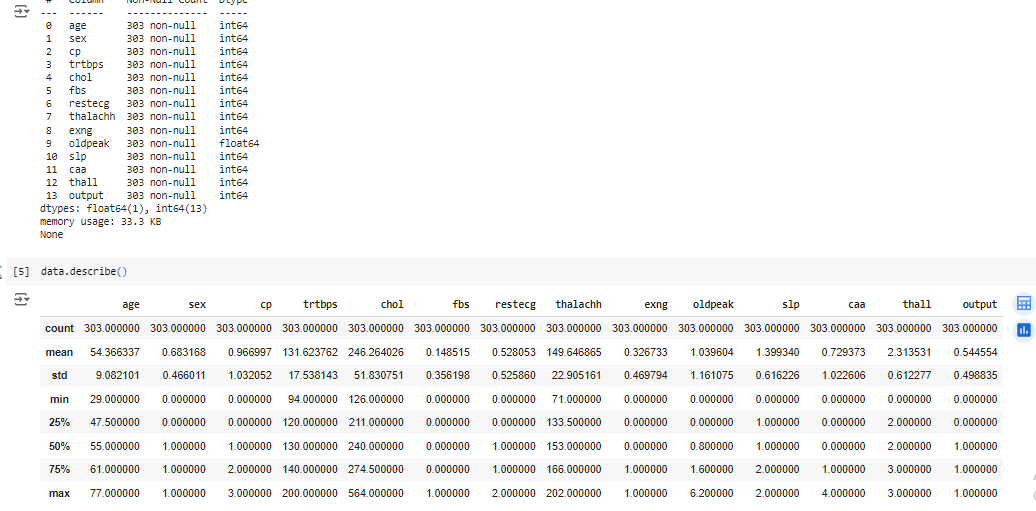 # Column Non-Null Count Dtype
--- ------ -------------- -----
0 age 303 non-null int64
1 sex 303 non-null int64
2 cp 303 non-null int64
3 trtbps 303 non-null int64
4 chol 303 non-null int64
5 fbs 303 non-null int64
6 restecg 303 non-null int64
7 thalachh 303 non-null int64
8 exng 303 non-null int64
9 oldpeak 303 non-null float64
10 slp 303 non-null int64
11 caa 303 non-null int64
12 thall 303 non-null int64
13 output 303 non-null int64
dtypes: float64(1), int64(13)
memory usage: 33.3 KB
None
[5] data.describe()
age sex cp trtbps chol fbs restecg thalachh exng oldpeak slp caa thall output
count 303.000000 303.000000 303.000000 303.000000 303.000000 303.000000 303.000000 303.000000 303.000000 303.000000 303.000000 303.000000 303.000000 303.000000
mean 54.366337 0.683168 0.966997 131.623762 246.264026 0.148515 0.528053 149.646865 0.326733 1.039604 1.399340 0.729373 2.313531 0.544554
std 9.082101 0.466011 1.032052 17.538143 51.830751 0.356198 0.525860 22.905161 0.469794 1.161075 0.616226 1.022606 0.612277 0.498835
min 29.000000 0.000000 0.000000 94.000000 126.000000 0.000000 0.000000 71.000000 0.000000 0.000000 0.000000 0.000000 0.000000 0.000000
25% 47.500000 0.000000 0.000000 120.000000 211.000000 0.000000 0.000000 133.500000 0.000000 0.000000 1.000000 0.000000 2.000000 0.000000
50% 55.000000 1.000000 1.000000 130.000000 240.000000 0.000000 1.000000 153.000000 0.000000 0.800000 1.000000 0.000000 2.000000 1.000000
75% 61.000000 1.000000 2.000000 140.000000 274.500000 0.000000 1.000000 166.000000 1.000000 1.600000 2.000000 1.000000 3.000000 1.000000
max 77.000000 1.000000 3.000000 200.000000 564.000000 1.000000 2.000000 202.000000 1.000000 6.200000 2.000000 4.000000 3.000000 1.000000